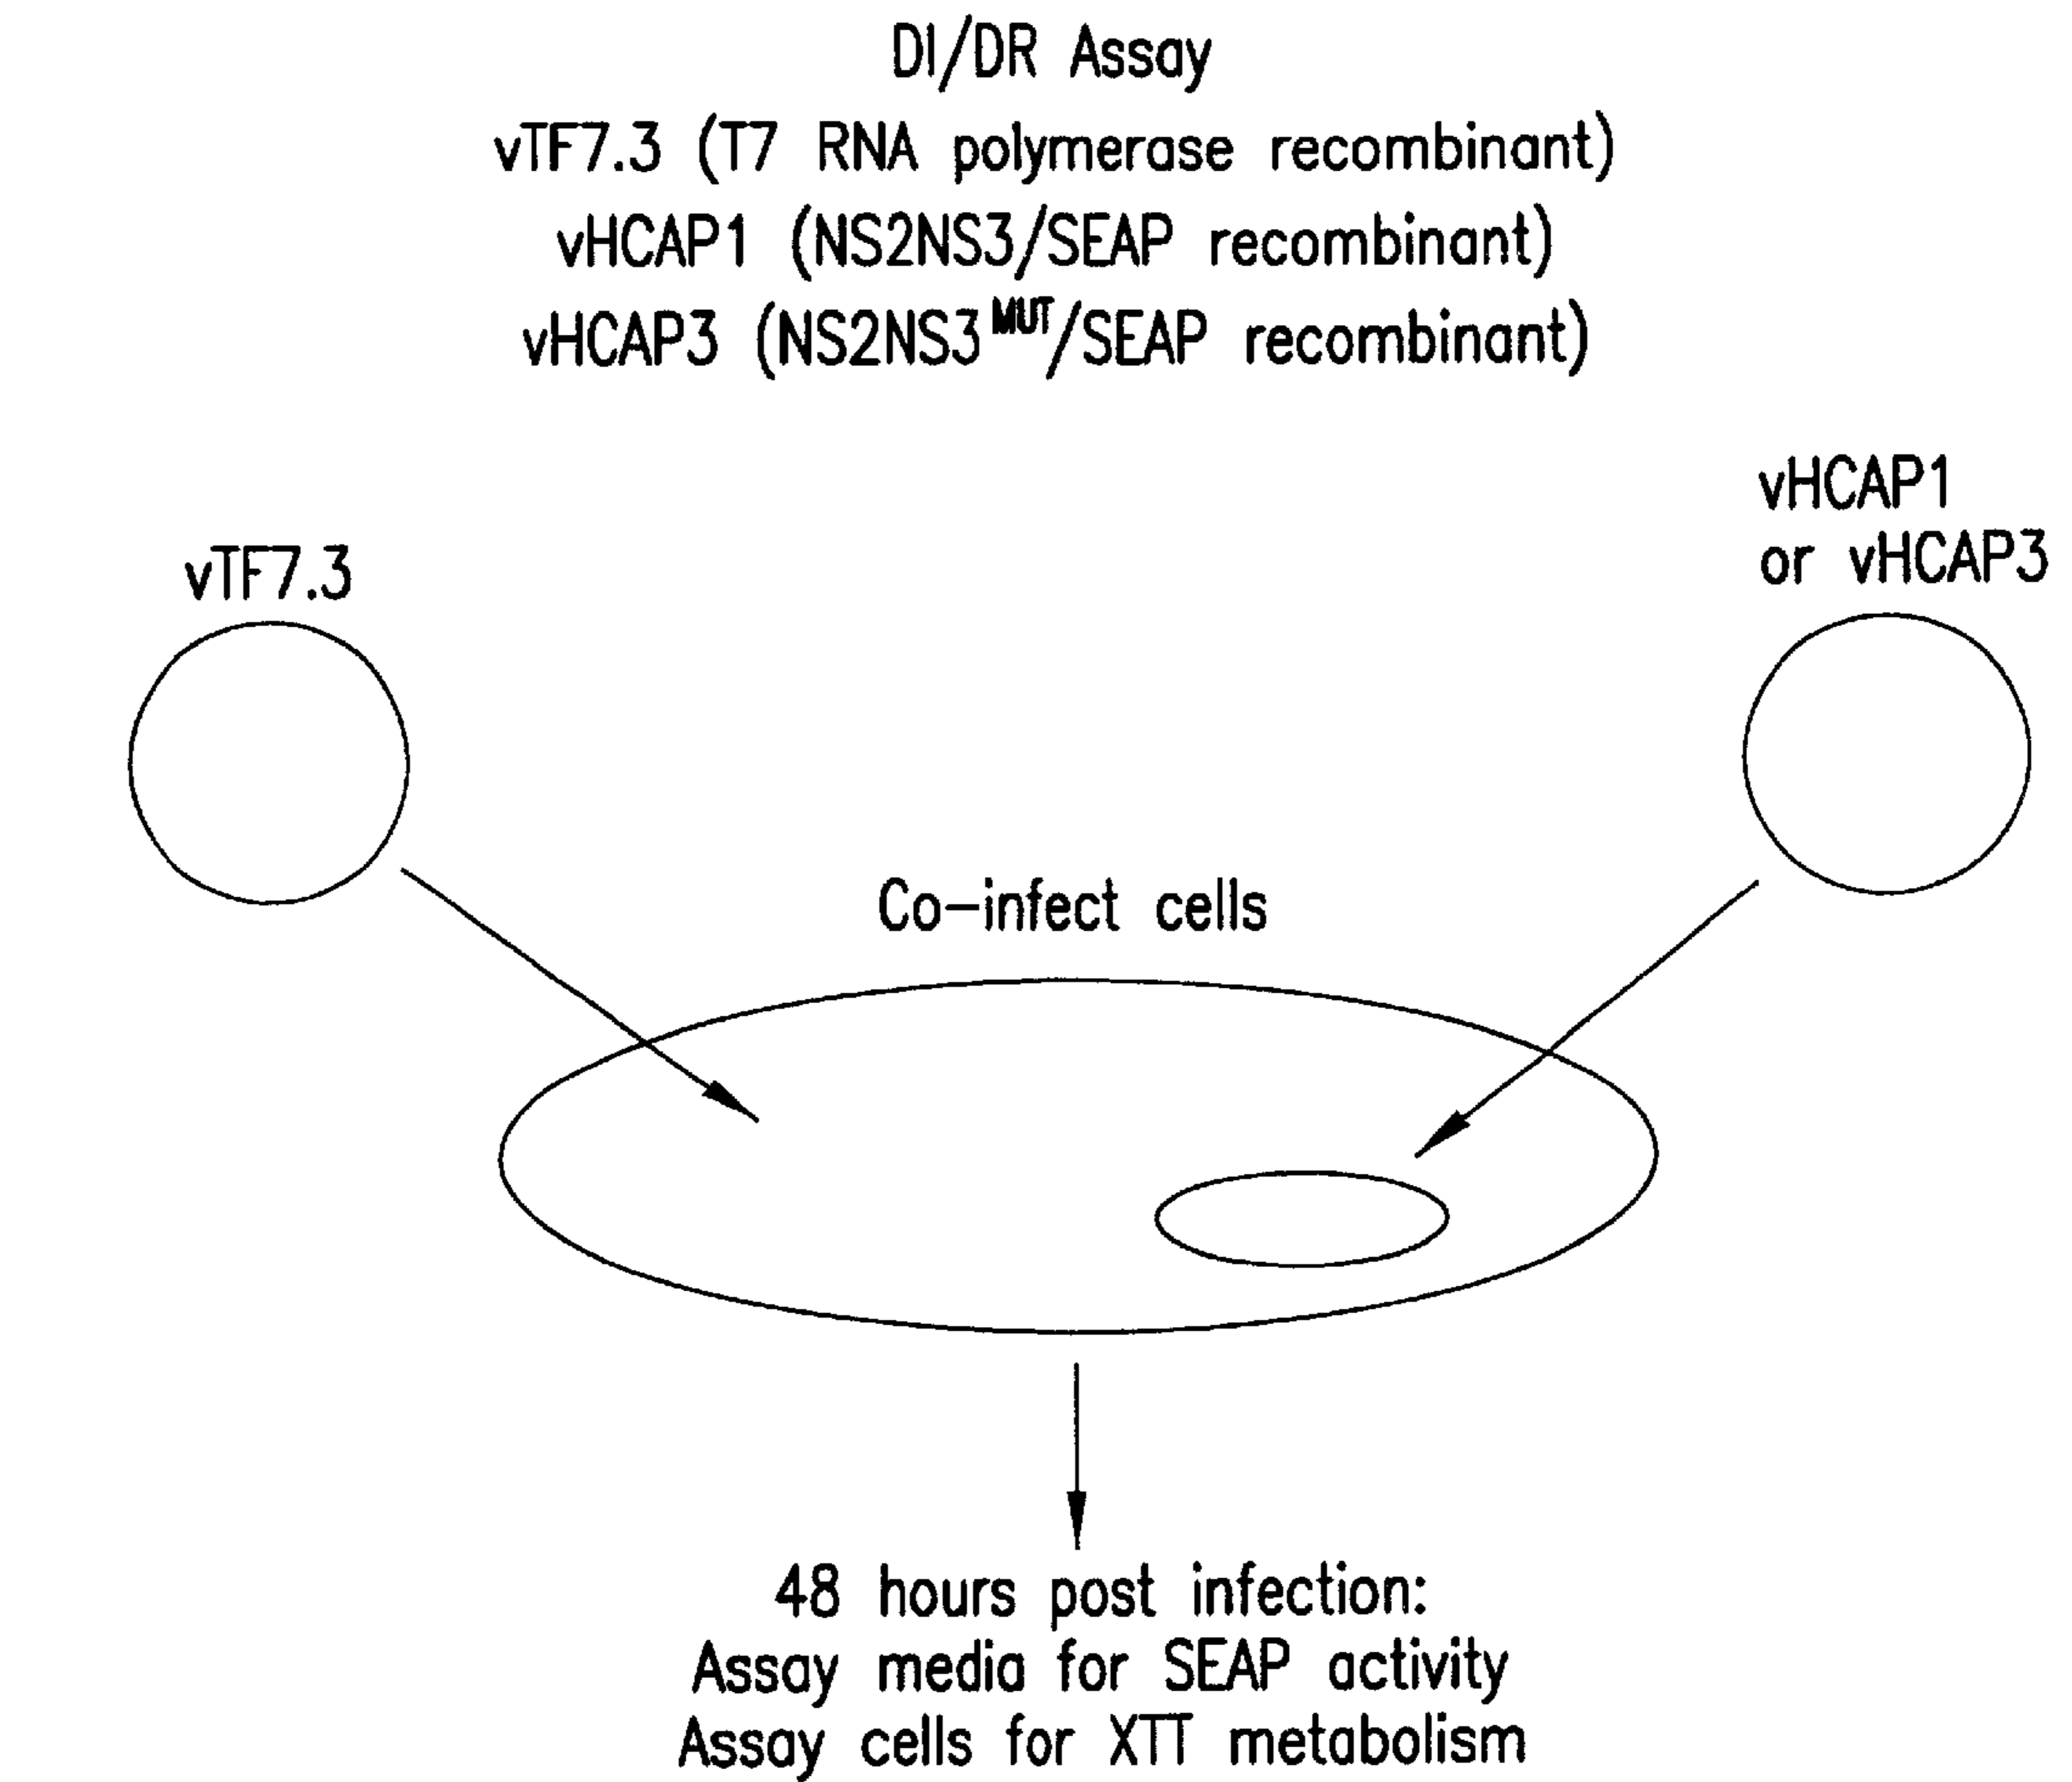 DI/DR Assay
vTF7.3 (T7 RNA polymerase recombinant)
vHCAP1 (NS2NS3/SEAP recombinant)
vHCAP3 (NS2NS3MUT/SEAP recombinant)
vTF7.3
vHCAP1
or vHCAP3
Co-infect cells
48 hours post infection:
Assay media for SEAP activity
Assay cells for XTT metabolism